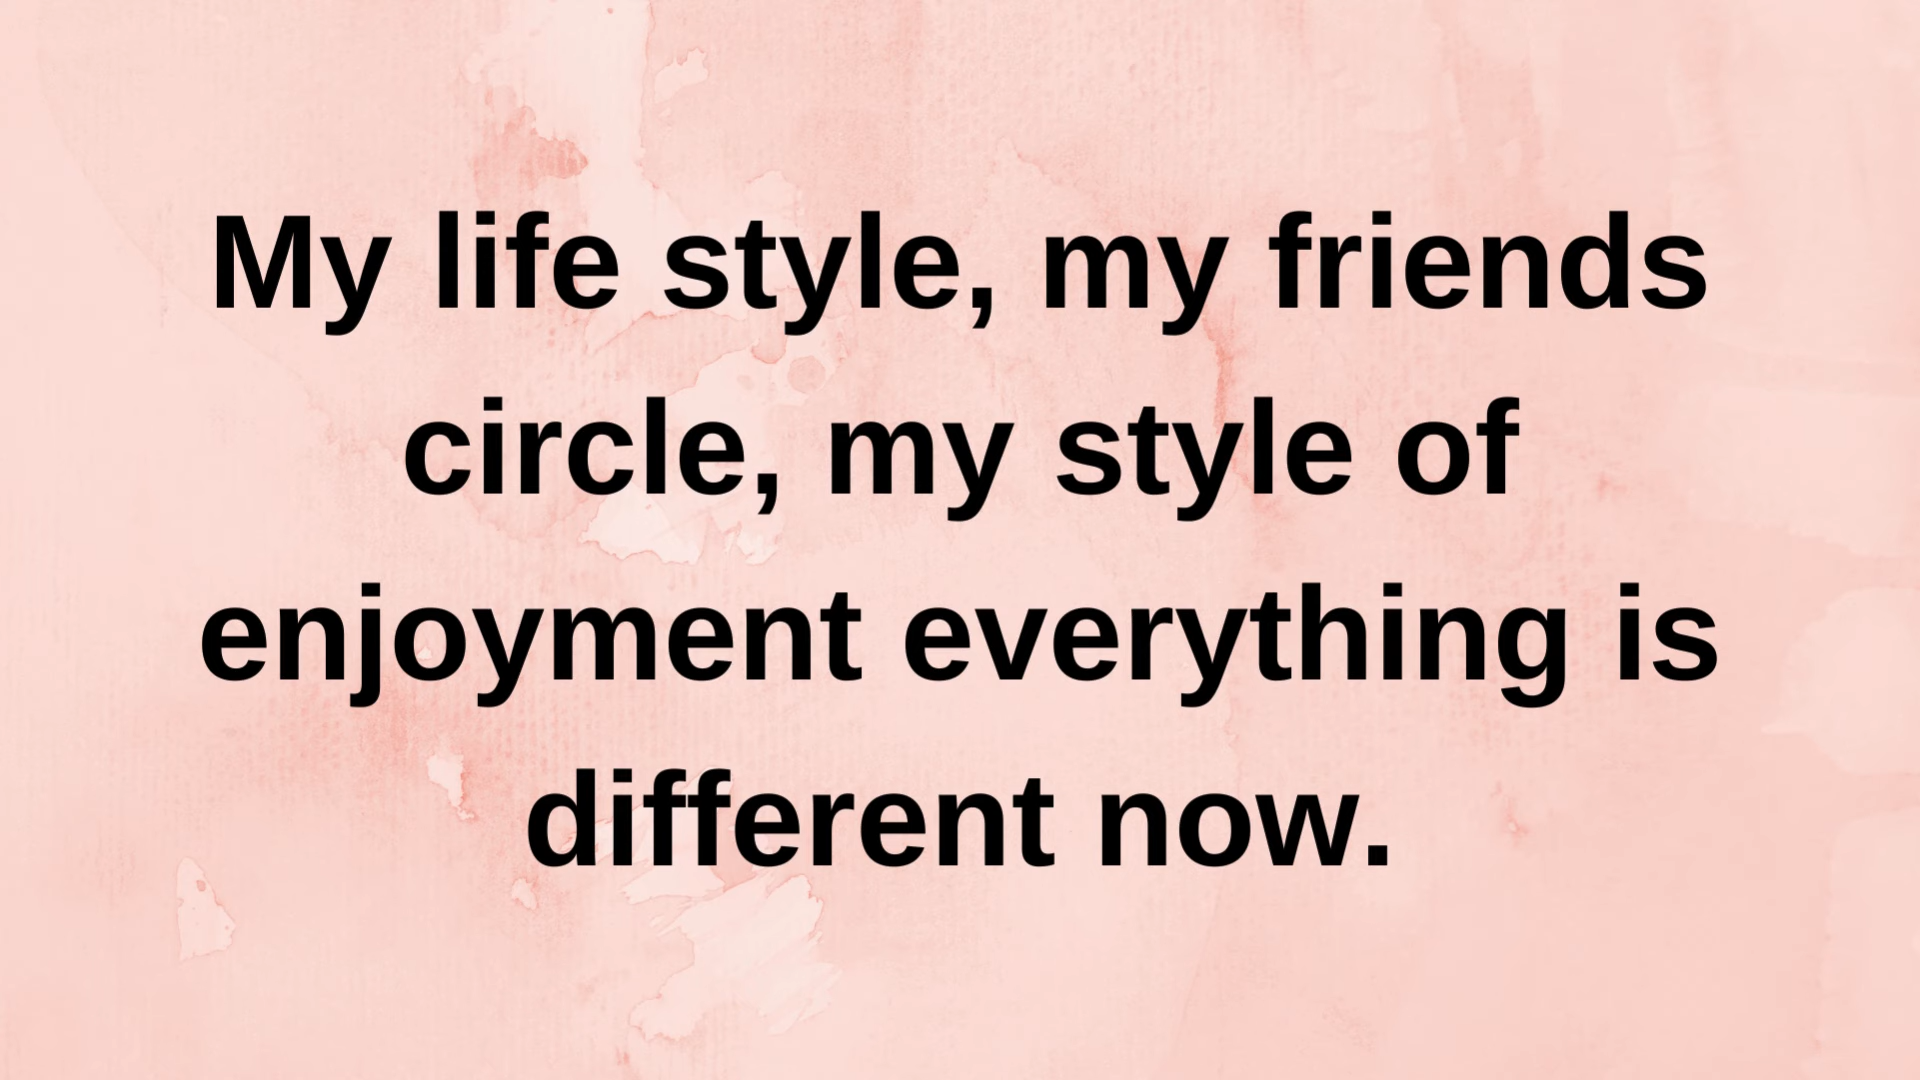 My life style, my friends
circle, my style of
enjoyment everything is
different now.